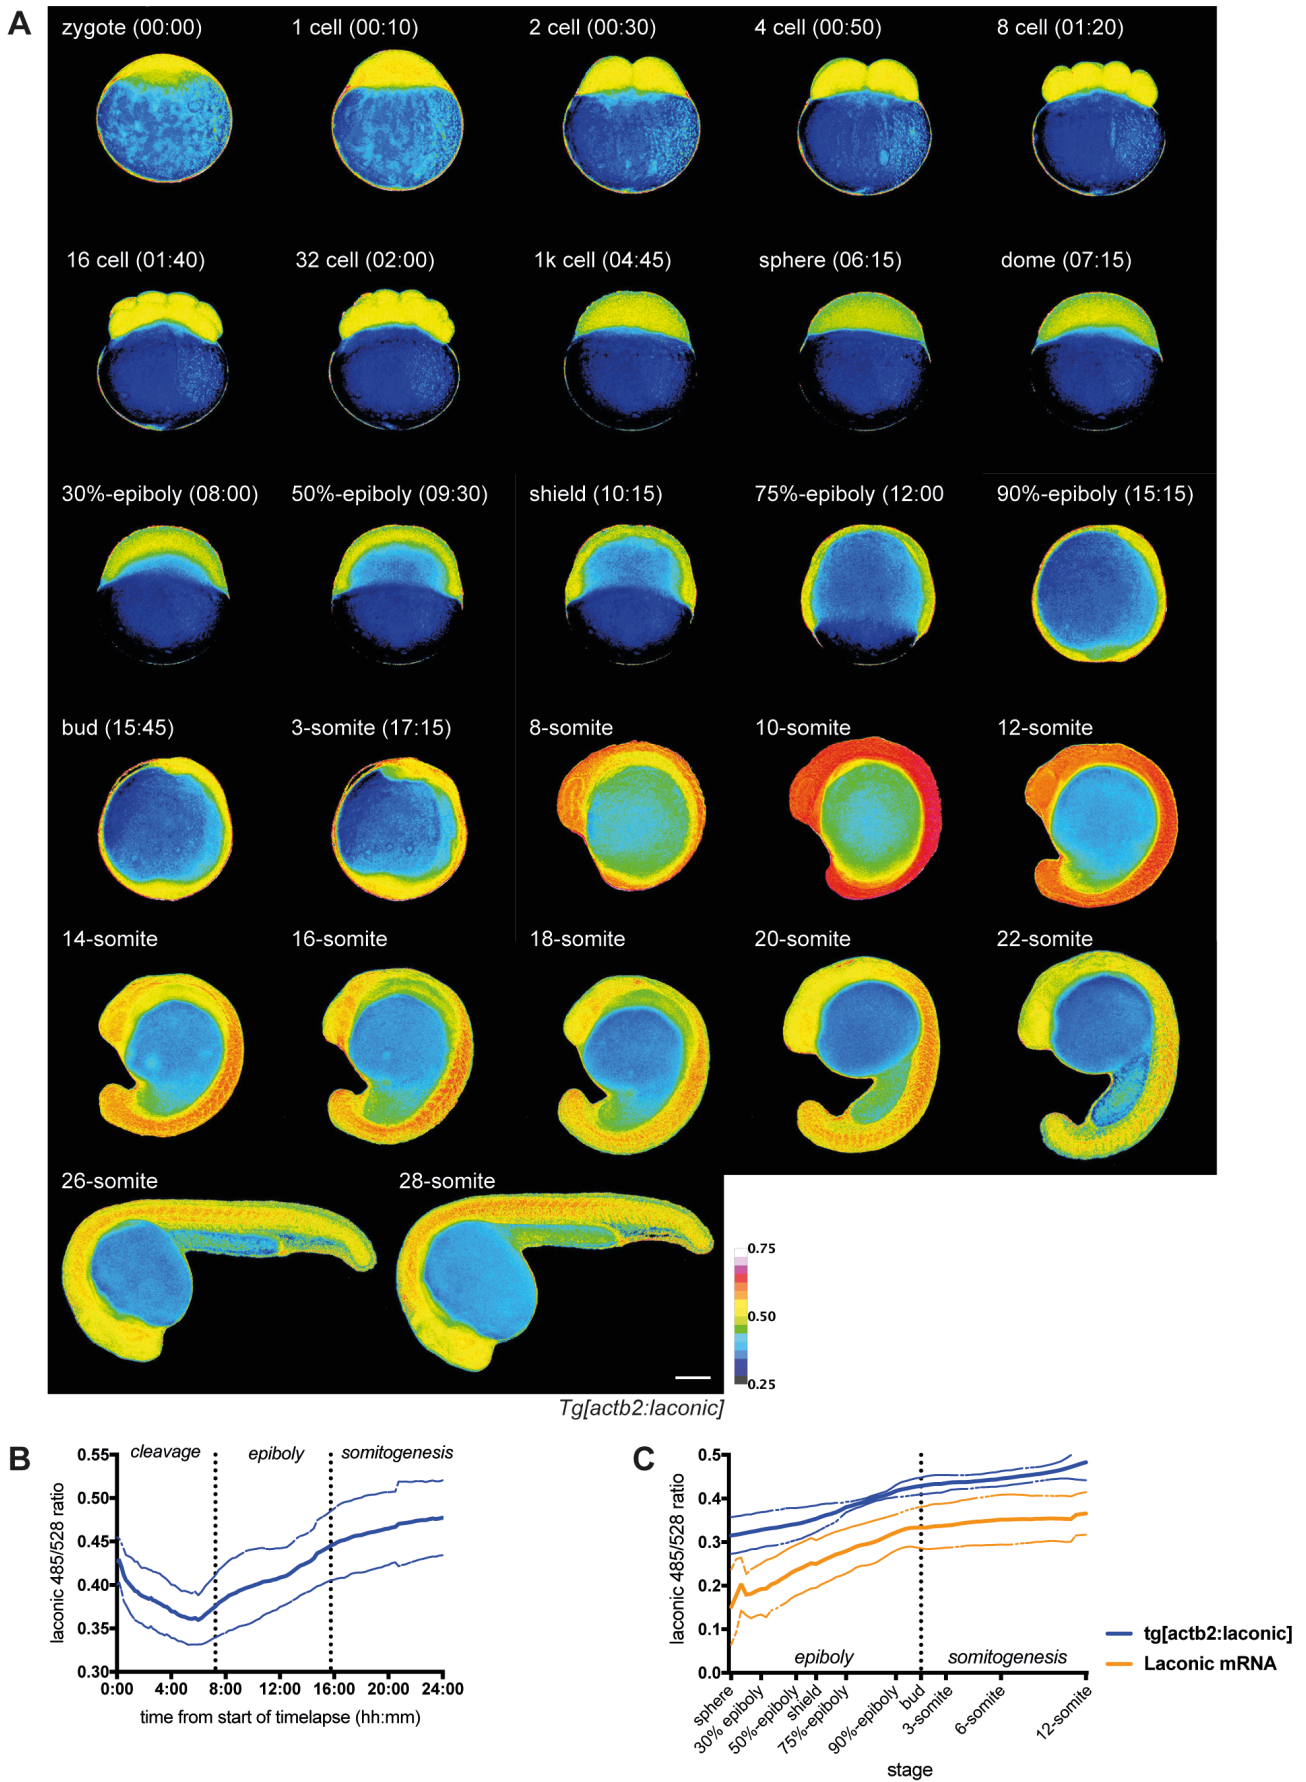 A
zygote (00:00) 1 cell (00:10) 2 cell (00:30) 4 cell (00:50) 8 cell (01:20)
16 cell (01:40) 32 cell (02:00) 1k cell (04:45) sphere (06:15) dome (07:15)
30%-epiboly (08:00) 50%-epiboly (09:30) shield (10:15) 75%-epiboly (12:00 90%-epiboly (15:15)
bud (15:45) 3-somite (17:15) 8-somite 10-somite 12-somite
14-somite 16-somite 18-somite 20-somite 22-somite
26-somite 28-somite
0.75
0.50
0.40
0.25
Tg[actb2:laconic]
B
cleavage epiboly somitogenesis
laconic 485/528 ratio
0.55
0.50
0.45
0.40
0.35
0.30
0:00 4:00 8:00 12:00 16:00 20:00 24:00
time from start of timelapse (hh:mm)
C
laconic 485/528 ratio
0.5
0.4
0.3
0.2
0.1
0.0
epiboly somitogenesis
sphere 30% epiboly 50%-epiboly shield 75%-epiboly 90%-epiboly bud 3-somite 6-somite 12-somite
stage
tg[actb2:laconic]
Laconic mRNA